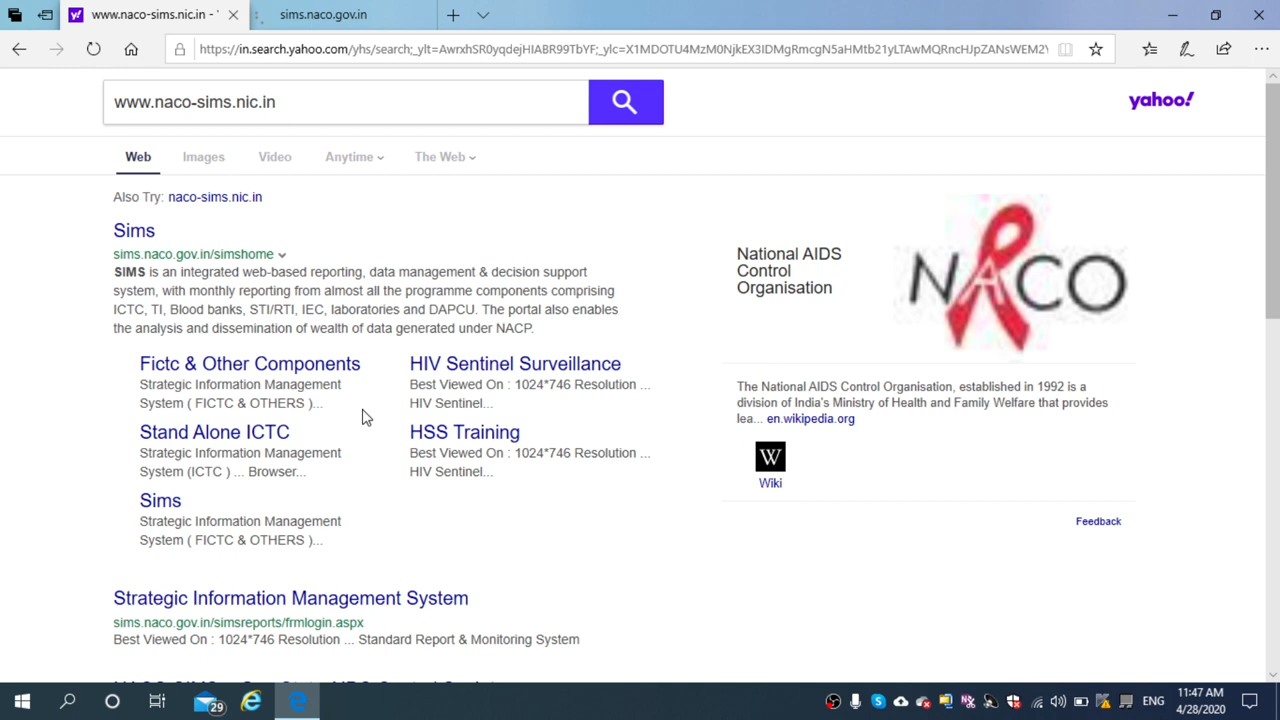 www.naco-sims.nic.in -
sims.naco.gov.in
https://in.search.yahoo.com/yhs/search;_ylt=AwrxhSR0yqdejHIABR99TbYF;_ylc=X1MDOTU4MzM0NjkEX3IDMgRmcgN5aHMtb21yLTAwMQRncHJpZANsWEM2V
www.naco-sims.nic.in
yahoo!
Web Images Video Anytime The Web
Also Try: naco-sims.nic.in
Sims
sims.naco.gov.in/simshome
SIMS is an integrated web-based reporting, data management & decision support
system, with monthly reporting from almost all the programme components comprising
ICTC, TI, Blood banks, STI/RTI, IEC, laboratories and DAPCU. The portal also enables
the analysis and dissemination of wealth of data generated under NACP.
Fictc & Other Components
Strategic Information Management
System ( FICTC & OTHERS )...
HIV Sentinel Surveillance
Best Viewed On : 1024*746 Resolution ...
HIV Sentinel...
Stand Alone ICTC
Strategic Information Management
System (ICTC ) ... Browser...
HSS Training
Best Viewed On : 1024*746 Resolution ...
HIV Sentinel...
Sims
Strategic Information Management
System ( FICTC & OTHERS )...
Strategic Information Management System
sims.naco.gov.in/simsreports/frmlogin.aspx
Best Viewed On : 1024*746 Resolution ... Standard Report & Monitoring System
National AIDS
Control
Organisation
NACO
The National AIDS Control Organisation, established in 1992 is a
division of India's Ministry of Health and Family Welfare that provides
lea... en.wikipedia.org
W
Wiki
Feedback
29
ENG
11:47 AM
4/28/2020